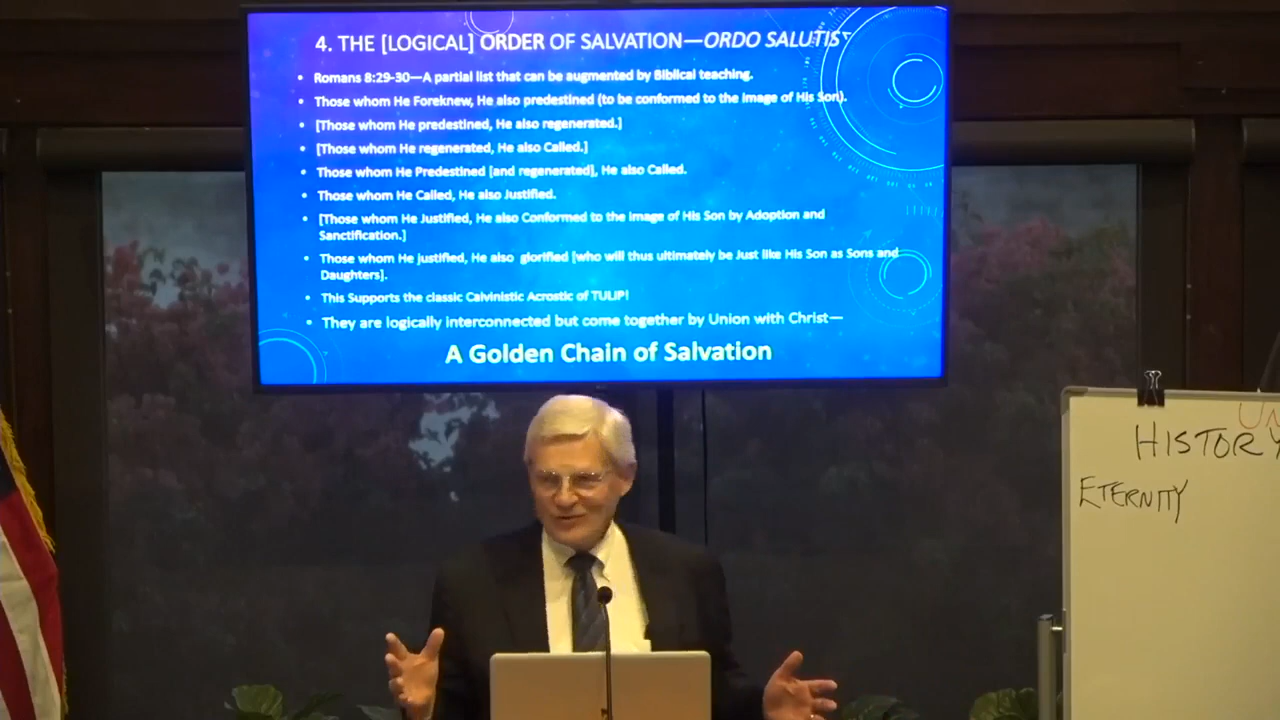 4. THE [LOGICAL] ORDER OF SALVATION—ORDO SALUTIS
• Romans 8:29-30—A partial list that can be augmented by Biblical teaching.
• Those whom He Foreknew, He also predestined (to be conformed to the image of His Son).
• [Those whom He predestined, He also regenerated.]
• [Those whom He regenerated, He also Called.]
• Those whom He Predestined [and regenerated], He also Called.
• Those whom He Called, He also Justified.
• [Those whom He Justified, He also Conformed to the image of His Son by Adoption and
Sanctification.]
• Those whom He justified, He also glorified [who will thus ultimately be Just like His Son as Sons and
Daughters].
• This Supports the classic Calvinistic Acrostic of TULIP!
• They are logically interconnected but come together by Union with Christ—
A Golden Chain of Salvation
HISTORY
ETERNITY